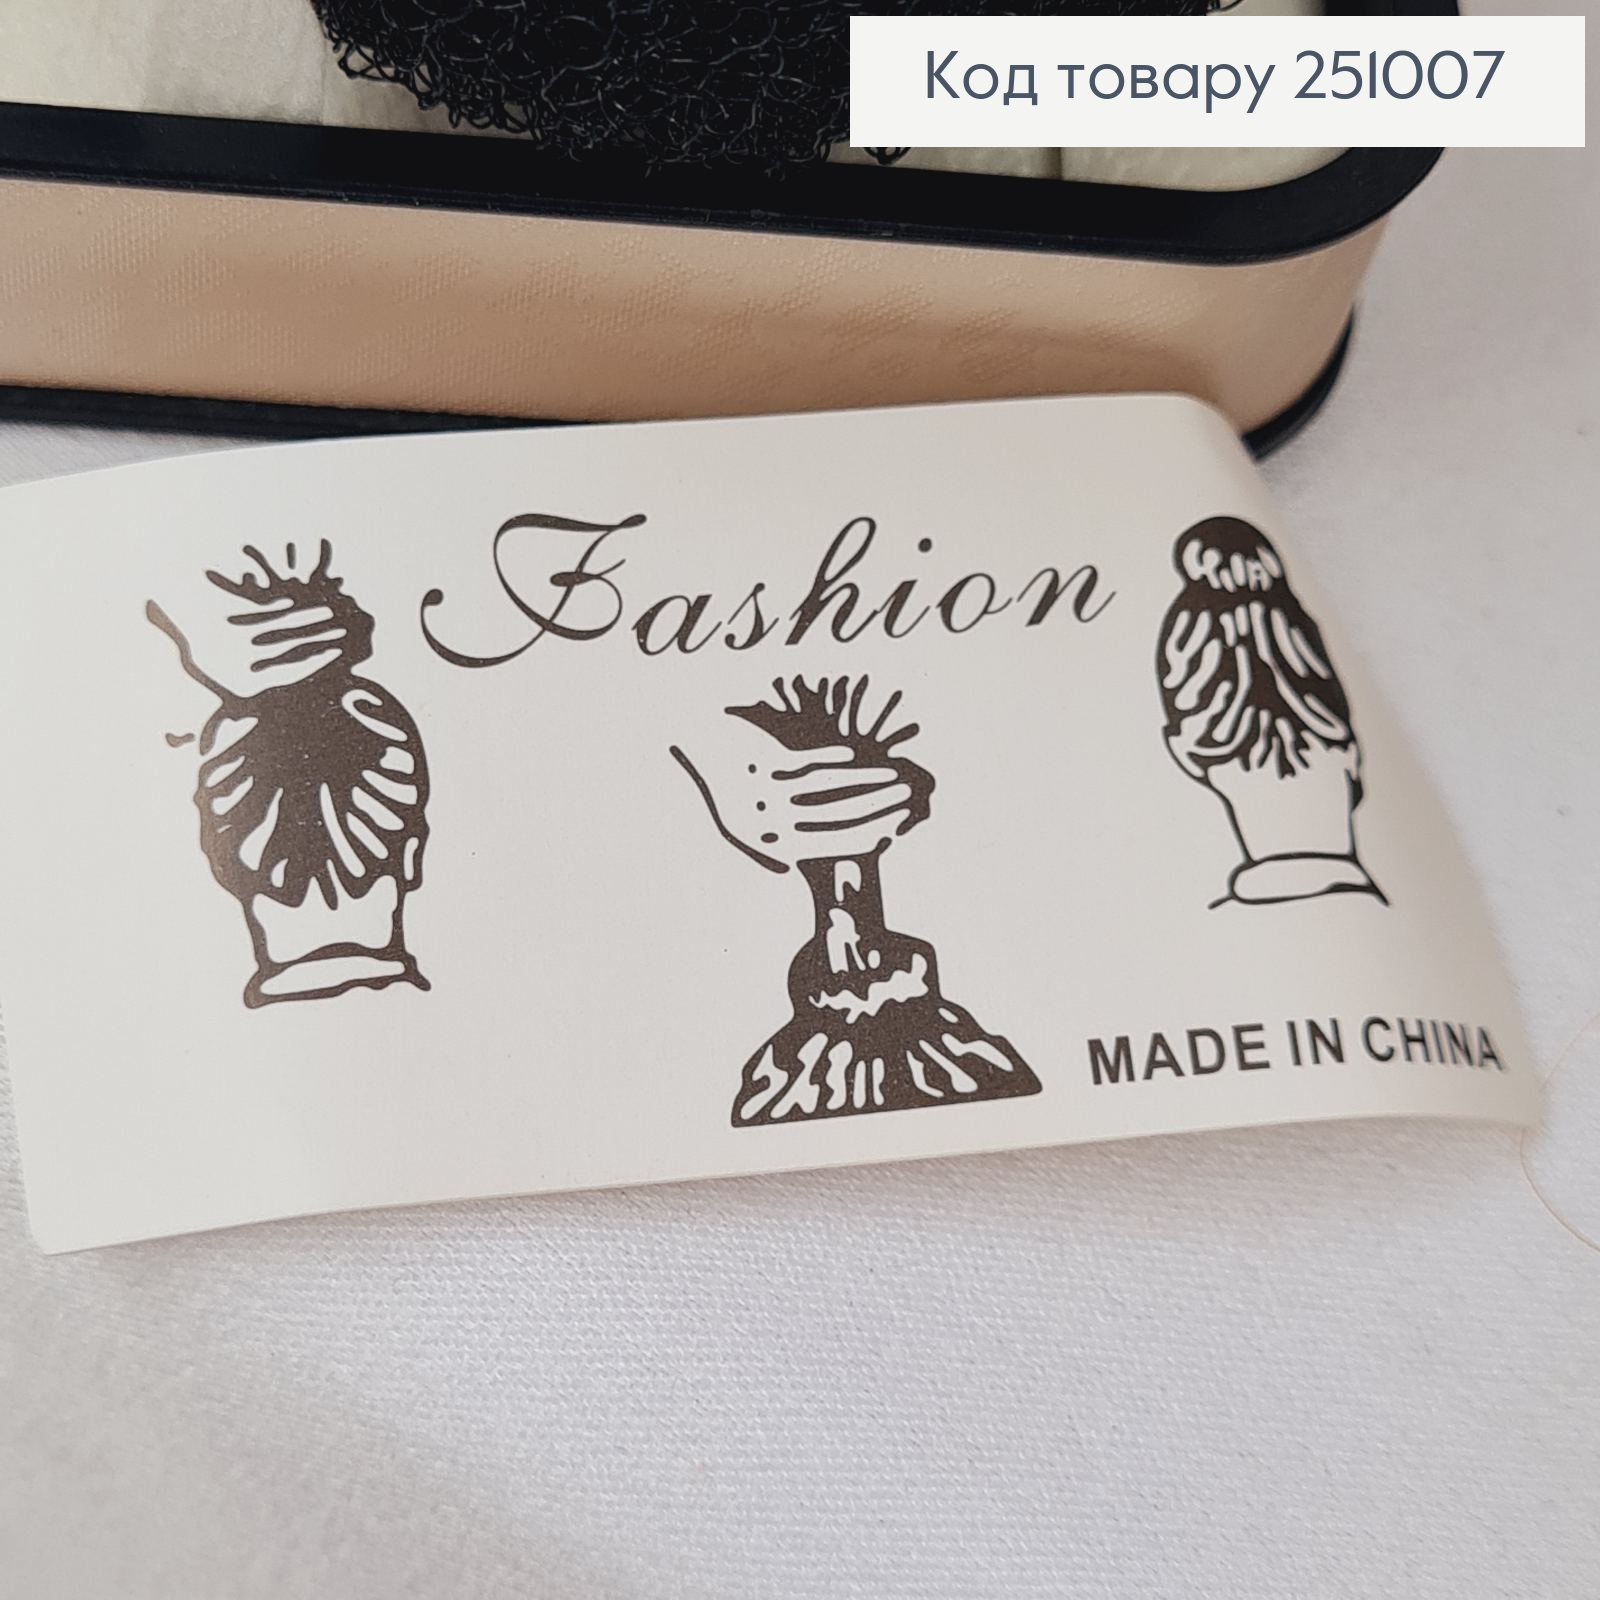 Код товару 251007
Fashion
MADE IN CHINA